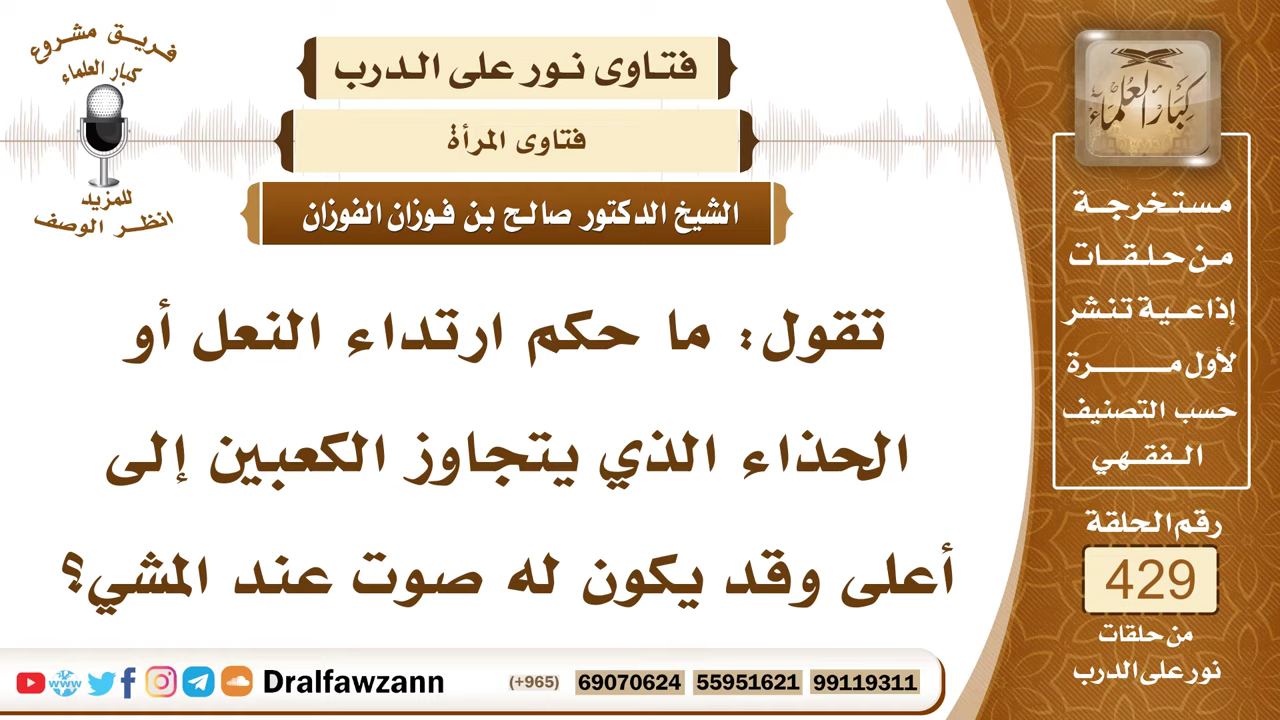 فريق مشروع
كبار العلماء
للمزيد
انظر الوصف
فتاوى نور على الدرب
فتاوى المرأة
الشيخ الدكتور صالح بن فوزان الفوزان
تقول: ما حكم ارتداء النعل أو
الحذاء الذي يتجاوز الكعبين إلى
أعلى وقد يكون له صوت عند المشي؟
كبار العلماء
مستخرجة
من حلقات
إذاعية تنشر
لأول مرة
حسب التصنيف
الفقهي
رقم الحلقة
429
من حلقات
نور على الدرب
www
Dralfawzann
(+965) 69070624 55951621 99119311